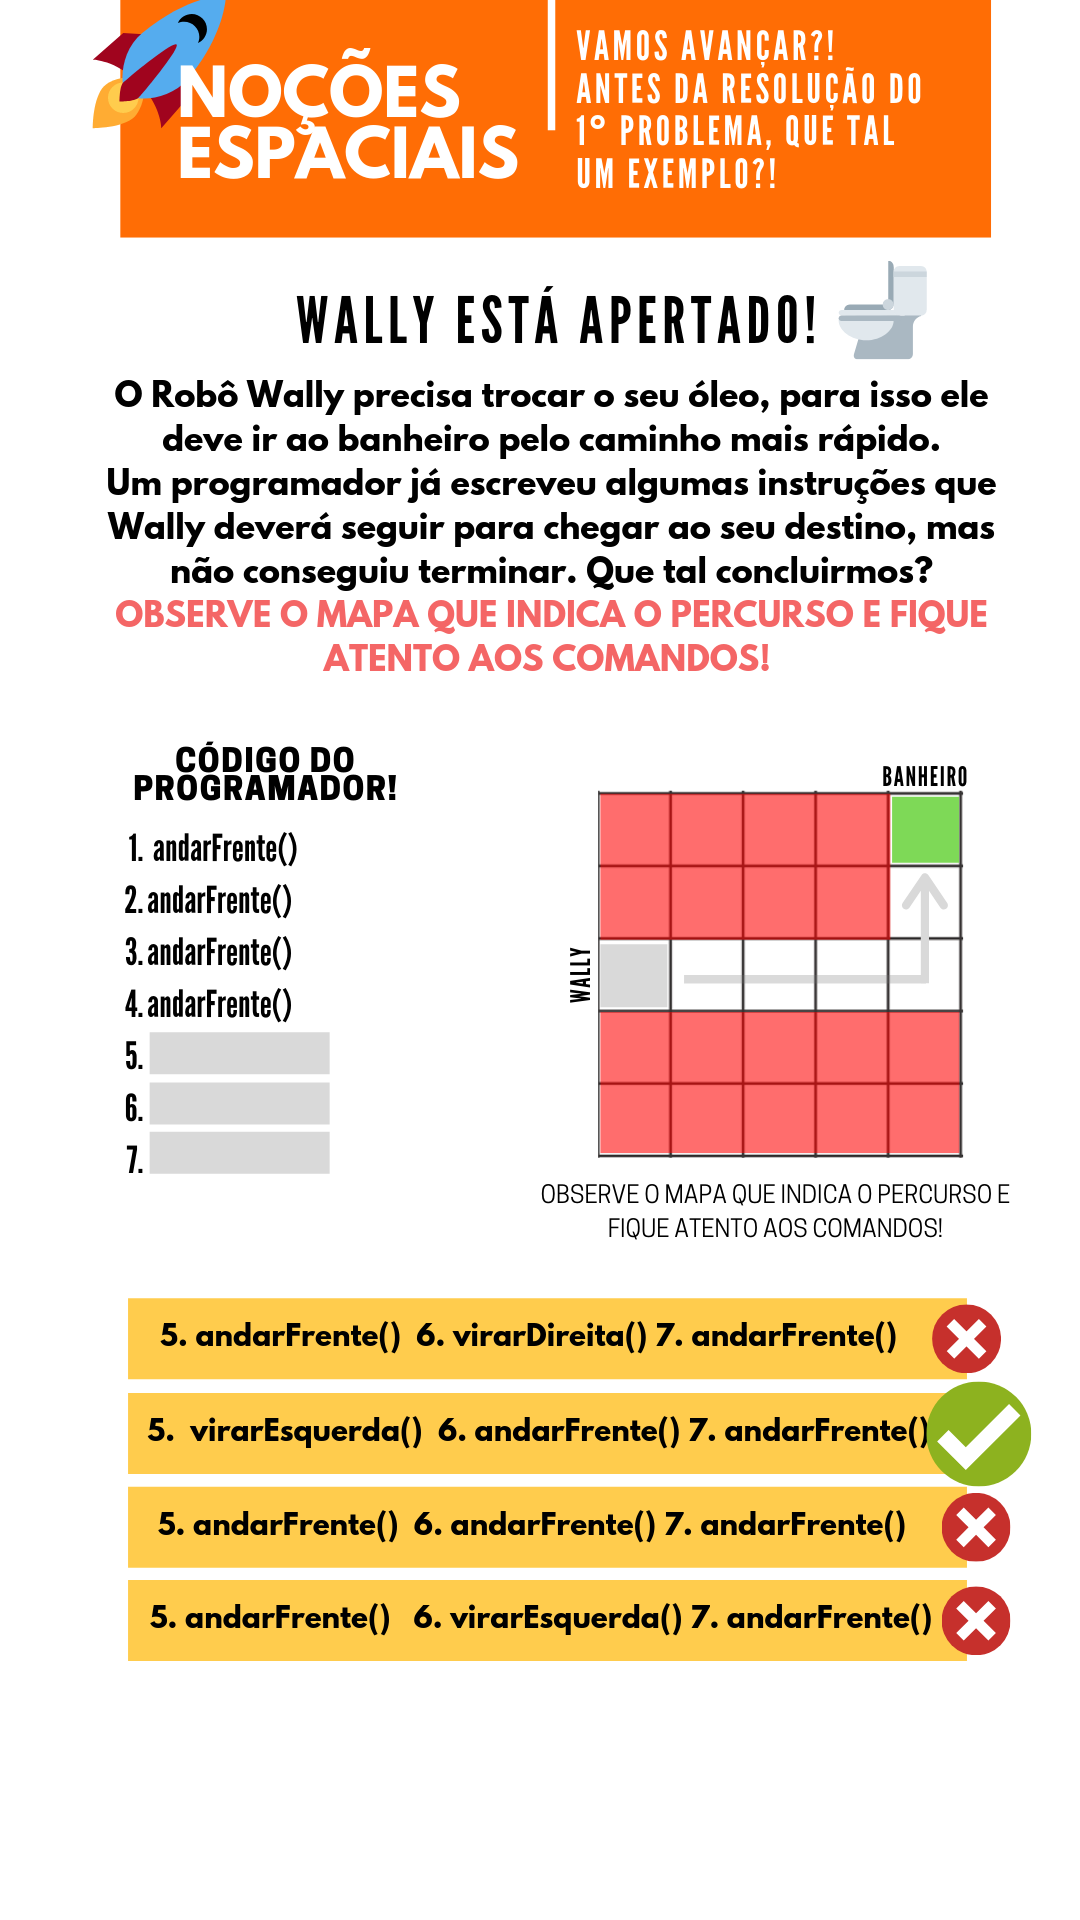 NOÇÕES
ESPACIAIS
VAMOS AVANÇAR?!
ANTES DA RESOLUÇÃO DO
1º PROBLEMA, QUE TAL
UM EXEMPLO?!
WALLY ESTÁ APERTADO!
O Robô Wally precisa trocar o seu óleo, para isso ele
deve ir ao banheiro pelo caminho mais rápido.
Um programador já escreveu algumas instruções que
Wally deverá seguir para chegar ao seu destino, mas
não conseguiu terminar. Que tal concluirmos?
OBSERVE O MAPA QUE INDICA O PERCURSO E FIQUE
ATENTO AOS COMANDOS!
CÓDIGO DO
PROGRAMADOR!
1. andarFrente()
2. andarFrente()
3. andarFrente()
4. andarFrente()
5.
6.
7.
BANHEIRO
WALLY
OBSERVE O MAPA QUE INDICA O PERCURSO E
FIQUE ATENTO AOS COMANDOS!
5. andarFrente() 6. virarDireita() 7. andarFrente()
5. virarEsquerda() 6. andarFrente() 7. andarFrente()
5. andarFrente() 6. andarFrente() 7. andarFrente()
5. andarFrente() 6. virarEsquerda() 7. andarFrente()